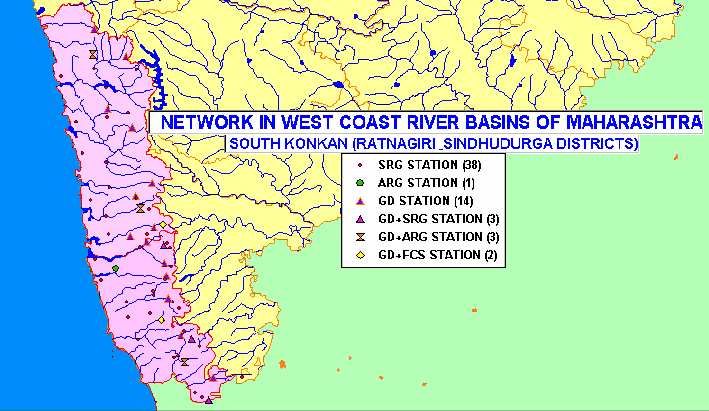 NETWORK IN WEST COAST RIVER BASINS OF MAHARASHTRA
SOUTH KONKAN (RATNAGIRI_SINDHUDURGA DISTRICTS)
SRG STATION (38)
ARG STATION (1)
GD STATION (14)
GD+SRG STATION (3)
GD+ARG STATION (3)
GD+FCS STATION (2)